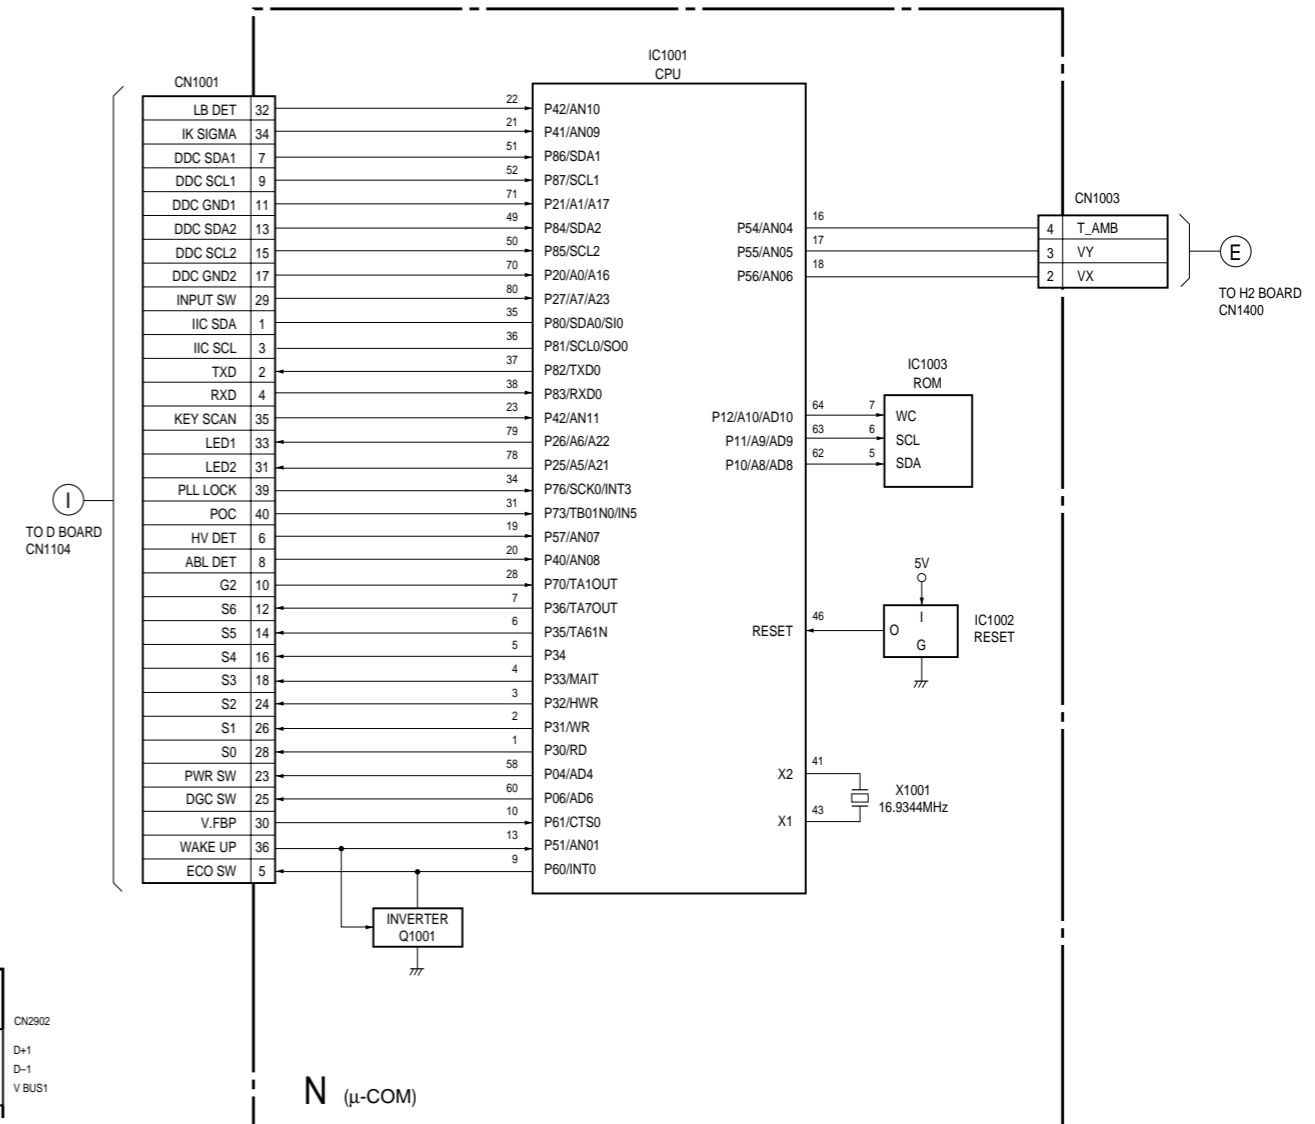 IC1001
CPU
CN1001
LB DET 32 22 P42/AN10
IK SIGMA 34 21 P41/AN09
DDC SDA1 7 51 P86/SDA1
DDC SCL1 9 52 P87/SCL1
DDC GND1 11 71 P21/A1/A17
DDC SDA2 13 49 P84/SDA2
DDC SCL2 15 50 P85/SCL2
DDC GND2 17 70 P20/A0/A16
INPUT SW 29 80 P27/A7/A23
IIC SDA 1 35 P80/SDA0/SI0
IIC SCL 3 36 P81/SCL0/SO0
TXD 2 37 P82/TXD0
RXD 4 38 P83/RXD0
KEY SCAN 35 23 P42/AN11
LED1 33 79 P26/A6/A22
LED2 31 78 P25/A5/A21
PLL LOCK 39 34 P76/SCK0/INT3
POC 40 31 P73/TB01N0/IN5
HV DET 6 19 P57/AN07
ABL DET 8 20 P40/AN08
G2 10 28 P70/TA1OUT
S6 12 7 P36/TA7OUT
S5 14 6 P35/TA61N
S4 16 5 P34
S3 18 4 P33/MAIT
S2 24 3 P32/HWR
S1 26 2 P31/WR
S0 28 1 P30/RD
PWR SW 23 58 P04/AD4
DGC SW 25 60 P06/AD6
V.FBP 30 10 P61/CTS0
WAKE UP 36 13 P51/AN01
ECO SW 5 9 P60/INT0
I
TO D BOARD
CN1104
INVERTER
Q1001
CN1003
P54/AN04 16 4 T_AMB
P55/AN05 17 3 VY
P56/AN06 18 2 VX
E
TO H2 BOARD
CN1400
IC1003
ROM
P12/A10/AD10 64 7 WC
P11/A9/AD9 63 6 SCL
P10/A8/AD8 62 5 SDA
5V
RESET 46 O I G
IC1002
RESET
X2 41
X1 43
X1001
16.9344MHz
CN2902
D+1
D–1
V BUS1
N (μ-COM)